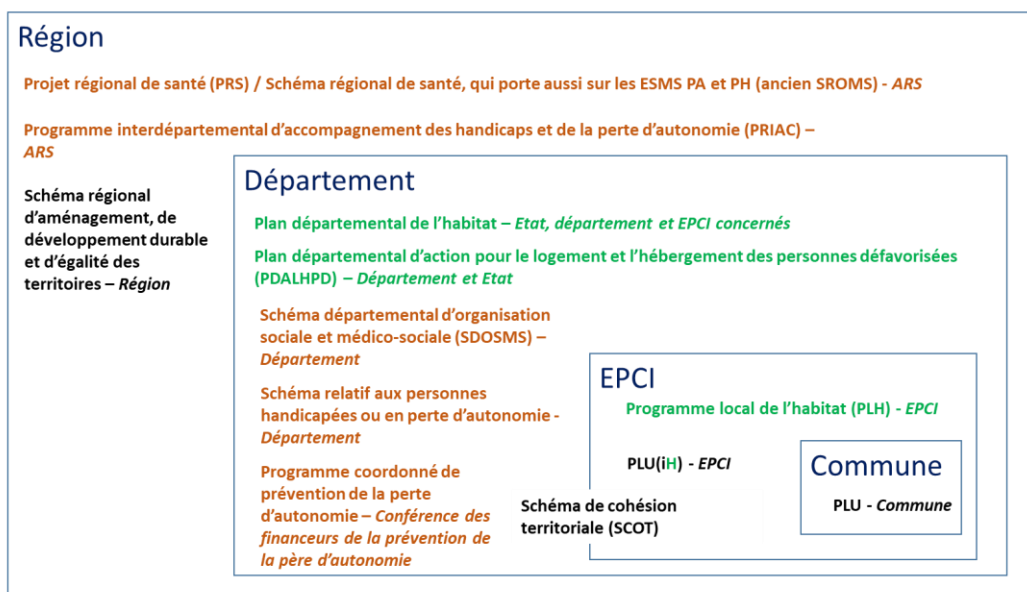 Région
Projet régional de santé (PRS) / Schéma régional de santé, qui porte aussi sur les ESMS PA et PH (ancien SROMS) - ARS
Programme interdépartemental d'accompagnement des handicaps et de la perte d'autonomie (PRIAC) –
ARS
Schéma régional
d'aménagement, de
développement durable
et d'égalité des
territoires – Région
Département
Plan départemental de l'habitat – Etat, département et EPCI concernés
Plan départemental d'action pour le logement et l'hébergement des personnes défavorisées
(PDALHPD) – Département et Etat
Schéma départemental d'organisation
sociale et médico-sociale (SDOSMS) –
Département
Schéma relatif aux personnes
handicapées ou en perte d'autonomie -
Département
Programme coordonné de
prévention de la perte
d'autonomie – Conférence des
financeurs de la prévention de
la père d'autonomie
EPCI
Programme local de l'habitat (PLH) - EPCI
PLU(iH) - EPCI
Schéma de cohésion
territoriale (SCOT)
Commune
PLU - Commune